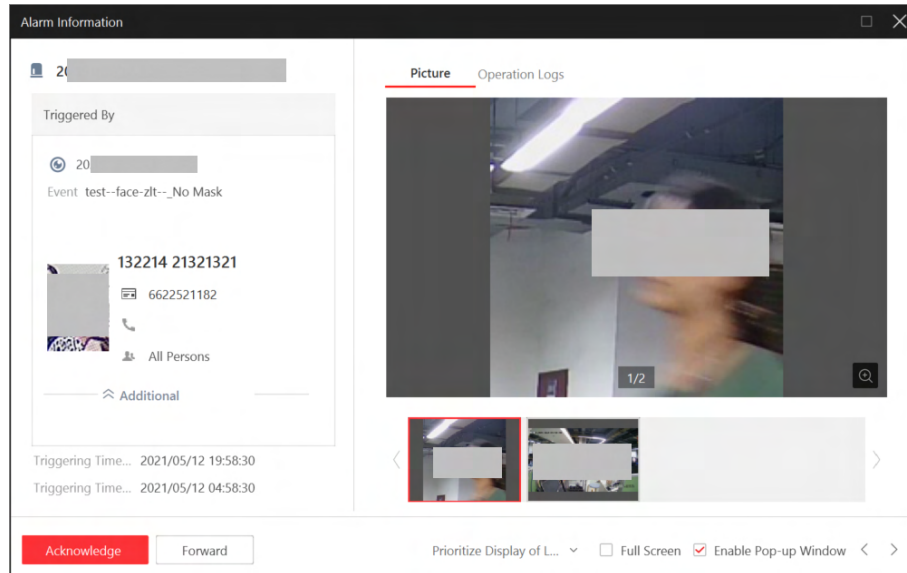 Alarm Information
20
Triggered By
20
Event test--face-zlt--_No Mask
132214 21321321
6622521182
All Persons
Additional
Triggering Time... 2021/05/12 19:58:30
Triggering Time... 2021/05/12 04:58:30
Picture Operation Logs
1/2
Acknowledge Forward Prioritize Display of L... Full Screen Enable Pop-up Window